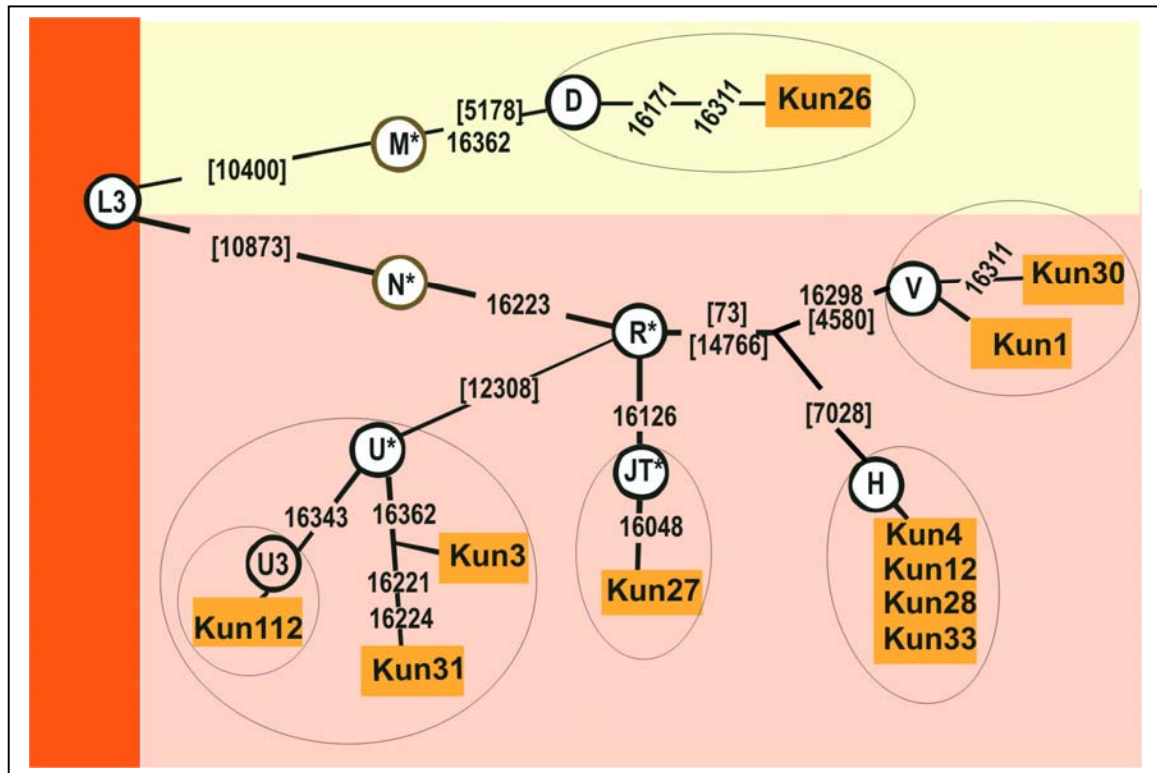 D
16171
16311
Kun26
[5178]
16362
M*
[10400]
L3
[10873]
N*
16223
R*
[73]
[14766]
16298
[4580]
V
16311
Kun30
Kun1
[12308]
16126
[7028]
U*
JT*
H
16343
16362
16048
Kun4
Kun12
Kun28
Kun33
U3
Kun3
16221
16224
Kun27
Kun112
Kun31